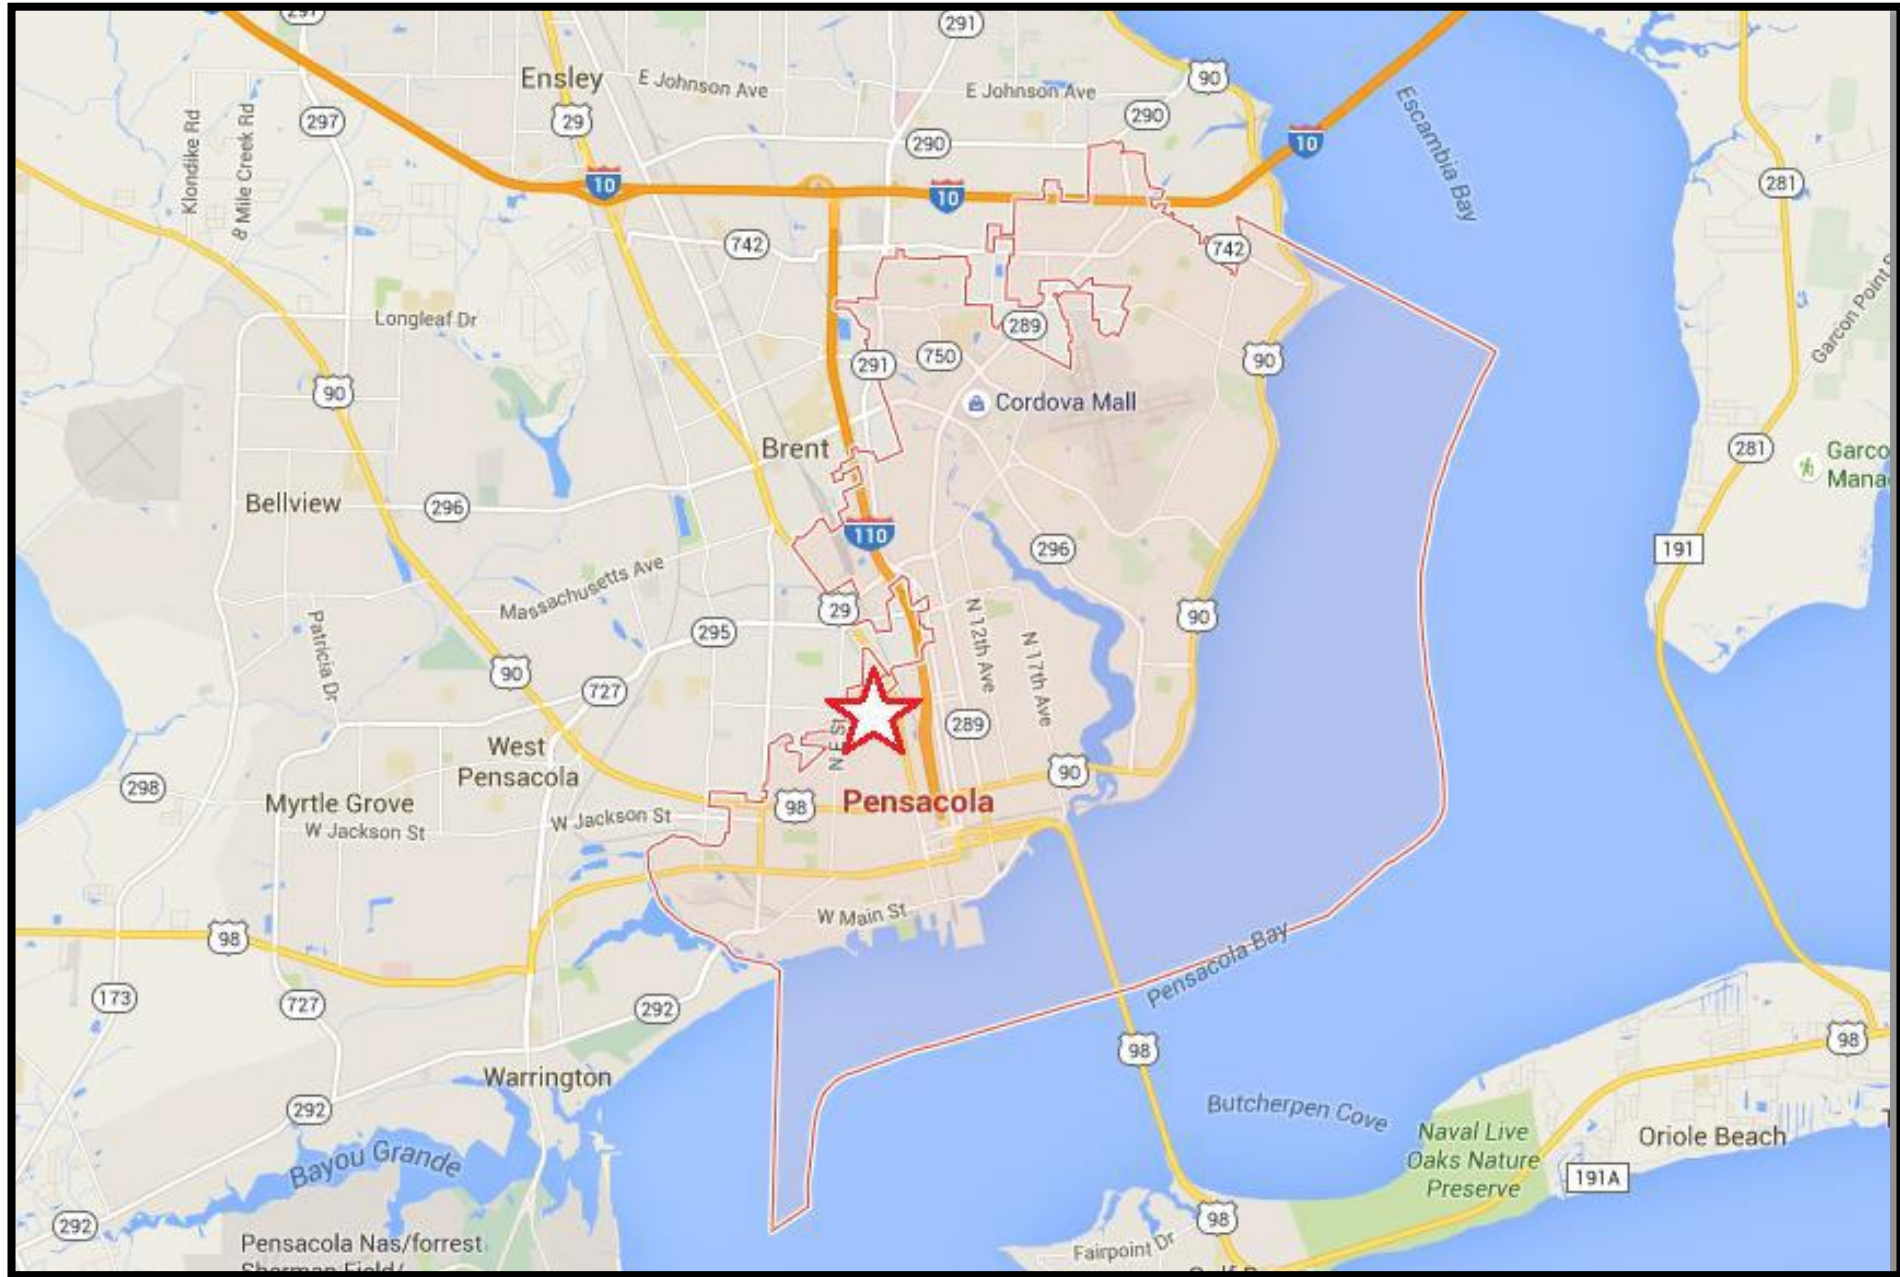 297
291
Ensley
E Johnson Ave
E Johnson Ave
90
290
297
29
290
10
10
10
Klondike Rd
8 Mile Creek Rd
Escambia Bay
281
742
742
Longleaf Dr
289
Garcon Point
291
750
90
90
Cordova Mall
Brent
281
Garco
Mana
Bellview
296
110
296
191
Massachusetts Ave
29
90
295
N 12th Ave
N 17th Ave
Patricia Dr
90
727
289
West
Pensacola
90
298
Myrtle Grove
98
Pensacola
W Jackson St
W Jackson St
W Main St
98
Pensacola Bay
173
727
292
98
98
Warrington
292
Butcherpen Cove
Naval Live
Oaks Nature
Preserve
Oriole Beach
191A
Bayou Grande
292
98
Pensacola Nas/forrest
Sherman Field/
Fairpoint Dr